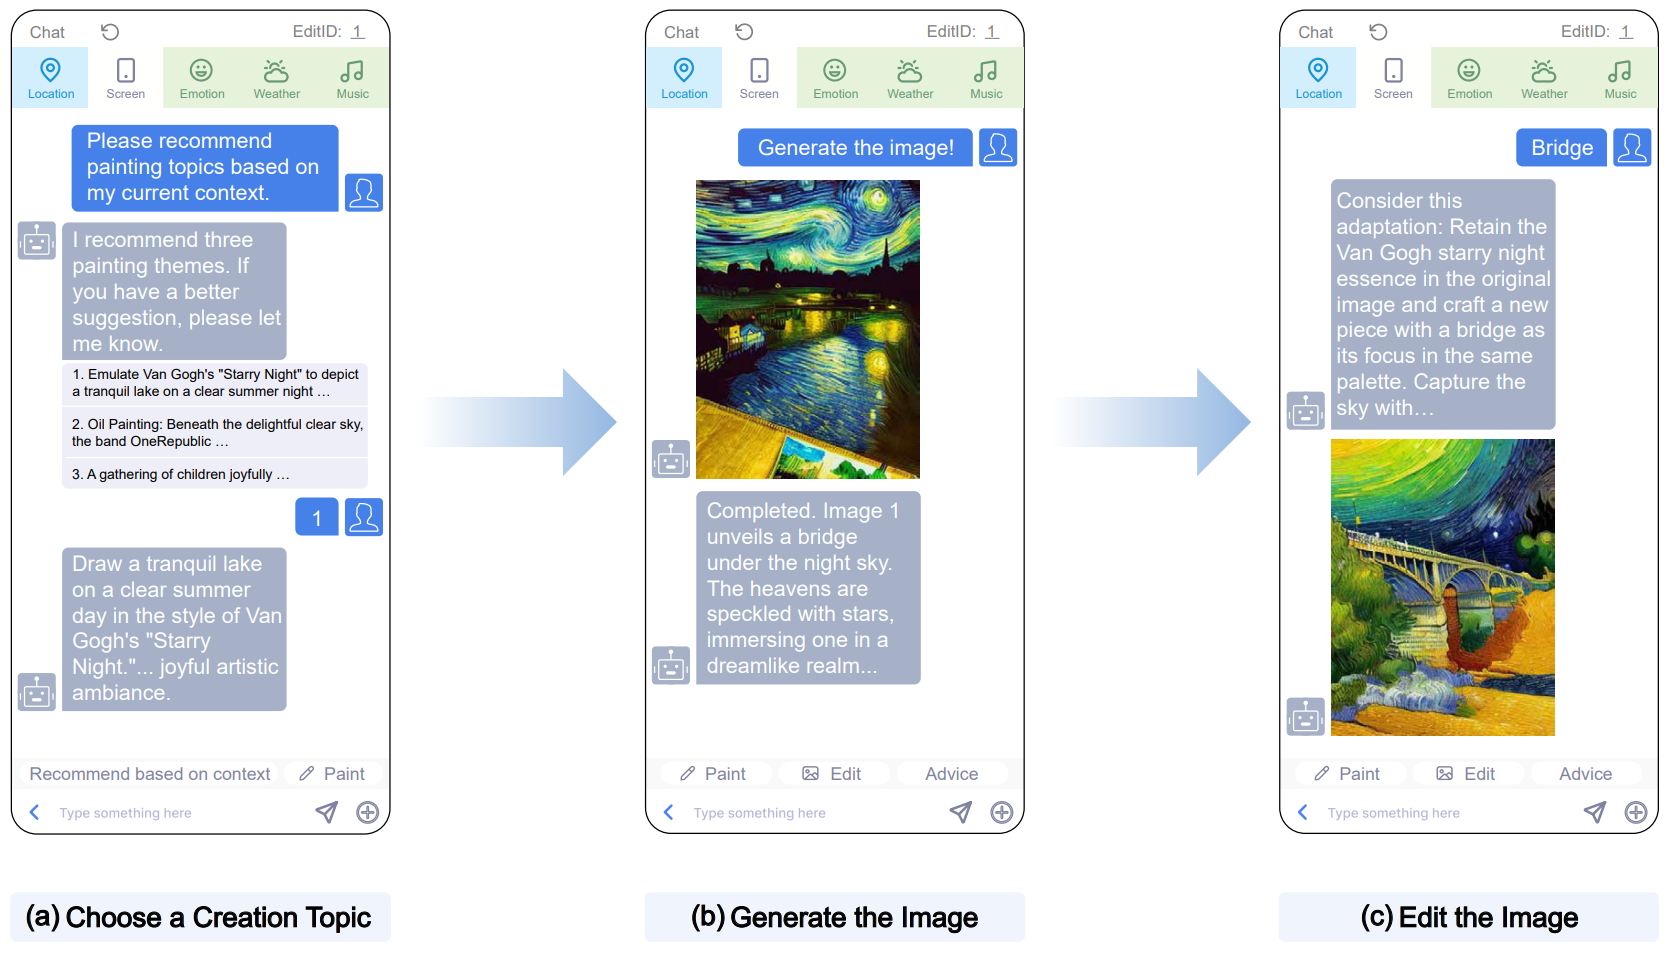 Chat
EditID: 1
Location
Screen
Emotion
Weather
Music
Please recommend
painting topics based on
my current context.
I recommend three
painting themes. If
you have a better
suggestion, please let
me know.
1. Emulate Van Gogh's "Starry Night" to depict
a tranquil lake on a clear summer night ...
2. Oil Painting: Beneath the delightful clear sky,
the band OneRepublic ...
3. A gathering of children joyfully ...
1
Draw a tranquil lake
on a clear summer
day in the style of Van
Gogh's "Starry
Night."... joyful artistic
ambiance.
Recommend based on context
Paint
Type something here
(a) Choose a Creation Topic
Chat
EditID: 1
Location
Screen
Emotion
Weather
Music
Generate the image!
Completed. Image 1
unveils a bridge
under the night sky.
The heavens are
speckled with stars,
immersing one in a
dreamlike realm...
Paint
Edit
Advice
Type something here
(b) Generate the Image
Chat
EditID: 1
Location
Screen
Emotion
Weather
Music
Bridge
Consider this
adaptation: Retain the
Van Gogh starry night
essence in the original
image and craft a new
piece with a bridge as
its focus in the same
palette. Capture the
sky with...
Paint
Edit
Advice
Type something here
(c) Edit the Image